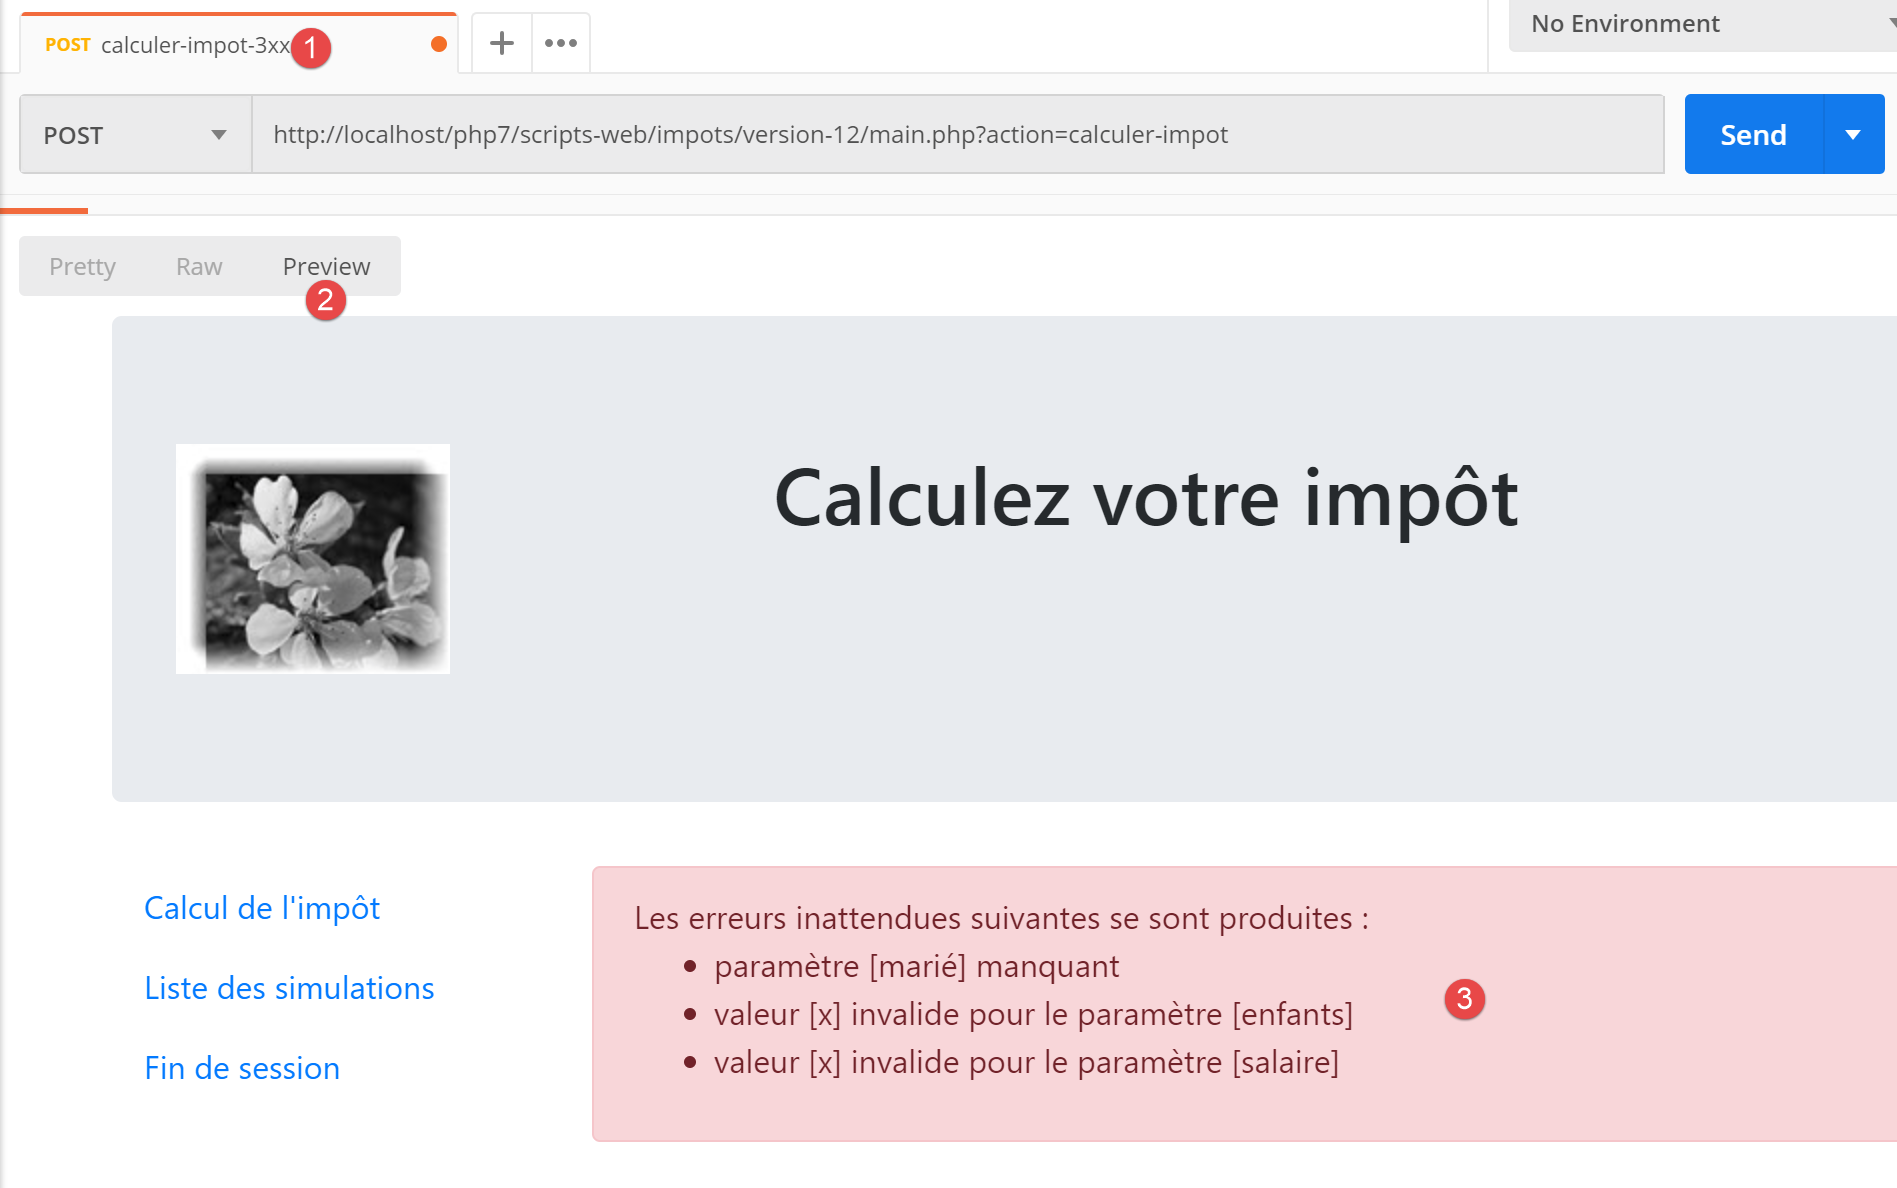 POST calculer-impot-3xx 1
No Environment
POST http://localhost/php7/scripts-web/impots/version-12/main.php?action=calculer-impot Send
Pretty Raw Preview
2
Calculez votre impôt
Calcul de l'impôt
Liste des simulations
Fin de session
Les erreurs inattendues suivantes se sont produites :
paramètre [marié] manquant
valeur [x] invalide pour le paramètre [enfants]
valeur [x] invalide pour le paramètre [salaire]
3